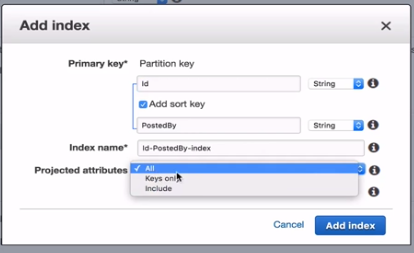 Add index
Primary key* Partition key
Id String
Add sort key
PostedBy String
Index name* Id-PostedBy-index
Projected attributes All
Keys only
Include
Cancel Add index